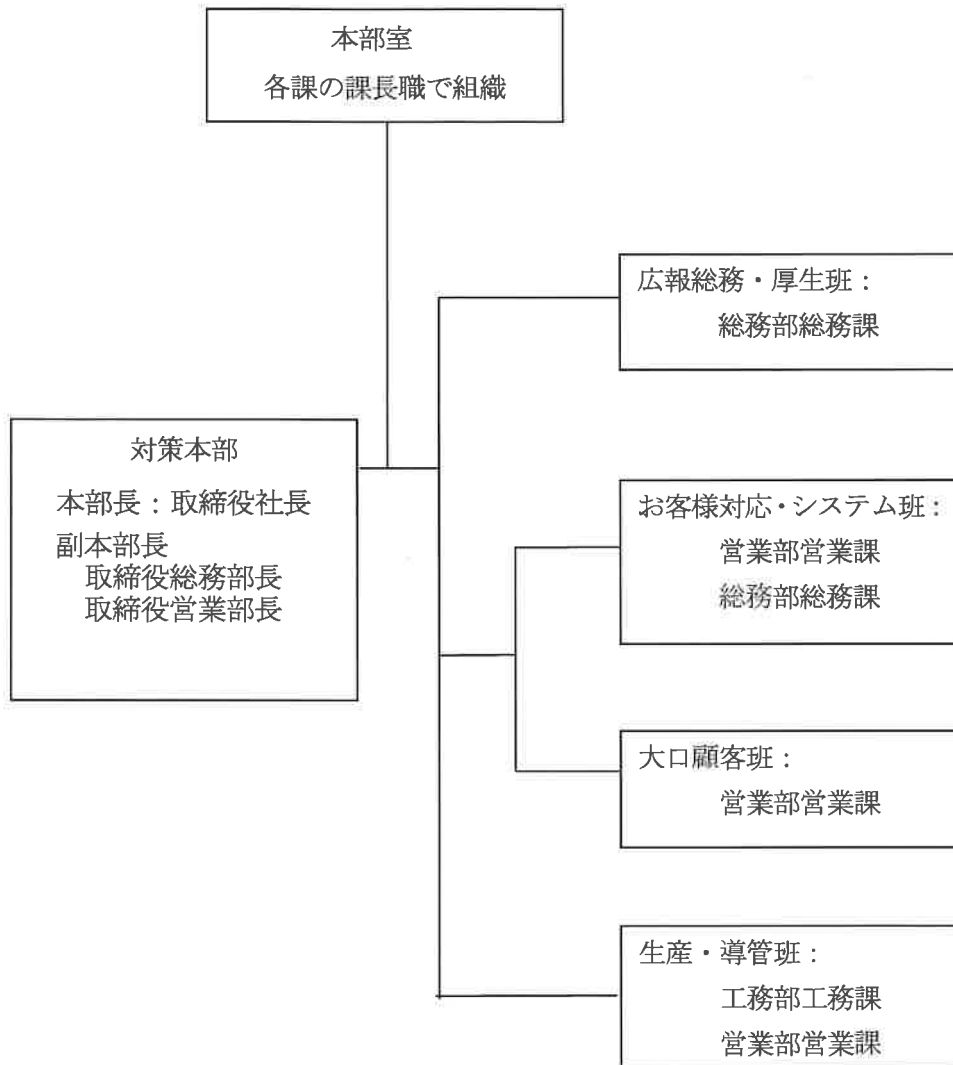 本部室
各課の課長職で組織
広報総務・厚生班：
総務部総務課
対策本部
本部長：取締役社長
副本部長
取締役総務部長
取締役営業部長
お客様対応・システム班：
営業部営業課
総務部総務課
大口顧客班：
営業部営業課
生産・導管班：
工務部工務課
営業部営業課